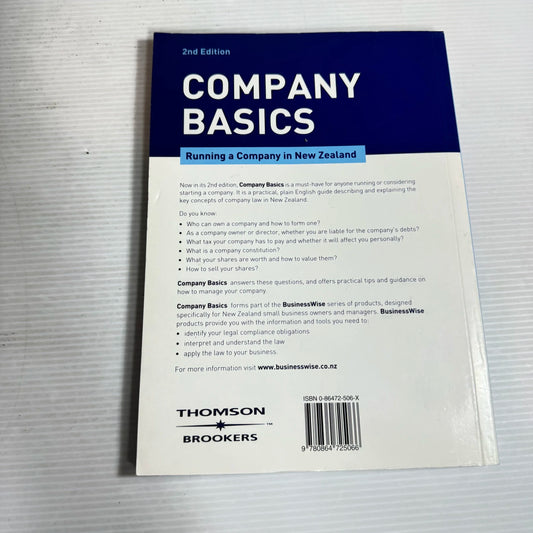 2nd Edition
COMPANY
BASICS
Running a Company in New Zealand
Now in its 2nd edition, Company Basics is a must-have for anyone running or considering
starting a company. It is a practical, plain English guide describing and explaining the
key concepts of company law in New Zealand.
Do you know:
• Who can own a company and how to form one?
• As a company owner or director, whether you are liable for the company's debts?
• What tax your company has to pay and whether it will affect you personally?
• What is a company constitution?
• What your shares are worth and how to value them?
• How to sell your shares?
Company Basics answers these questions, and offers practical tips and guidance on
how to manage your company.
Company Basics forms part of the BusinessWise series of products, designed
specifically for New Zealand small business owners and managers. BusinessWise
products provide you with the information and tools you need to:
• identify your legal compliance obligations
• interpret and understand the law
• apply the law to your business.
For more information visit www.businesswise.co.nz
ISBN 0-86472-506-X
THOMSON
™
BROOKERS
9 780864 725066